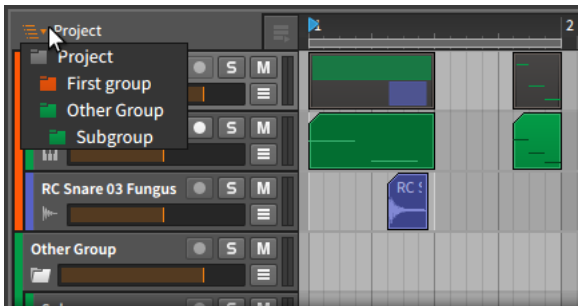 Project
1
2
Project
First group
Other Group
Subgroup
S M
S M
RC Snare 03 Fungus
S M
RC
Other Group
S M
S M